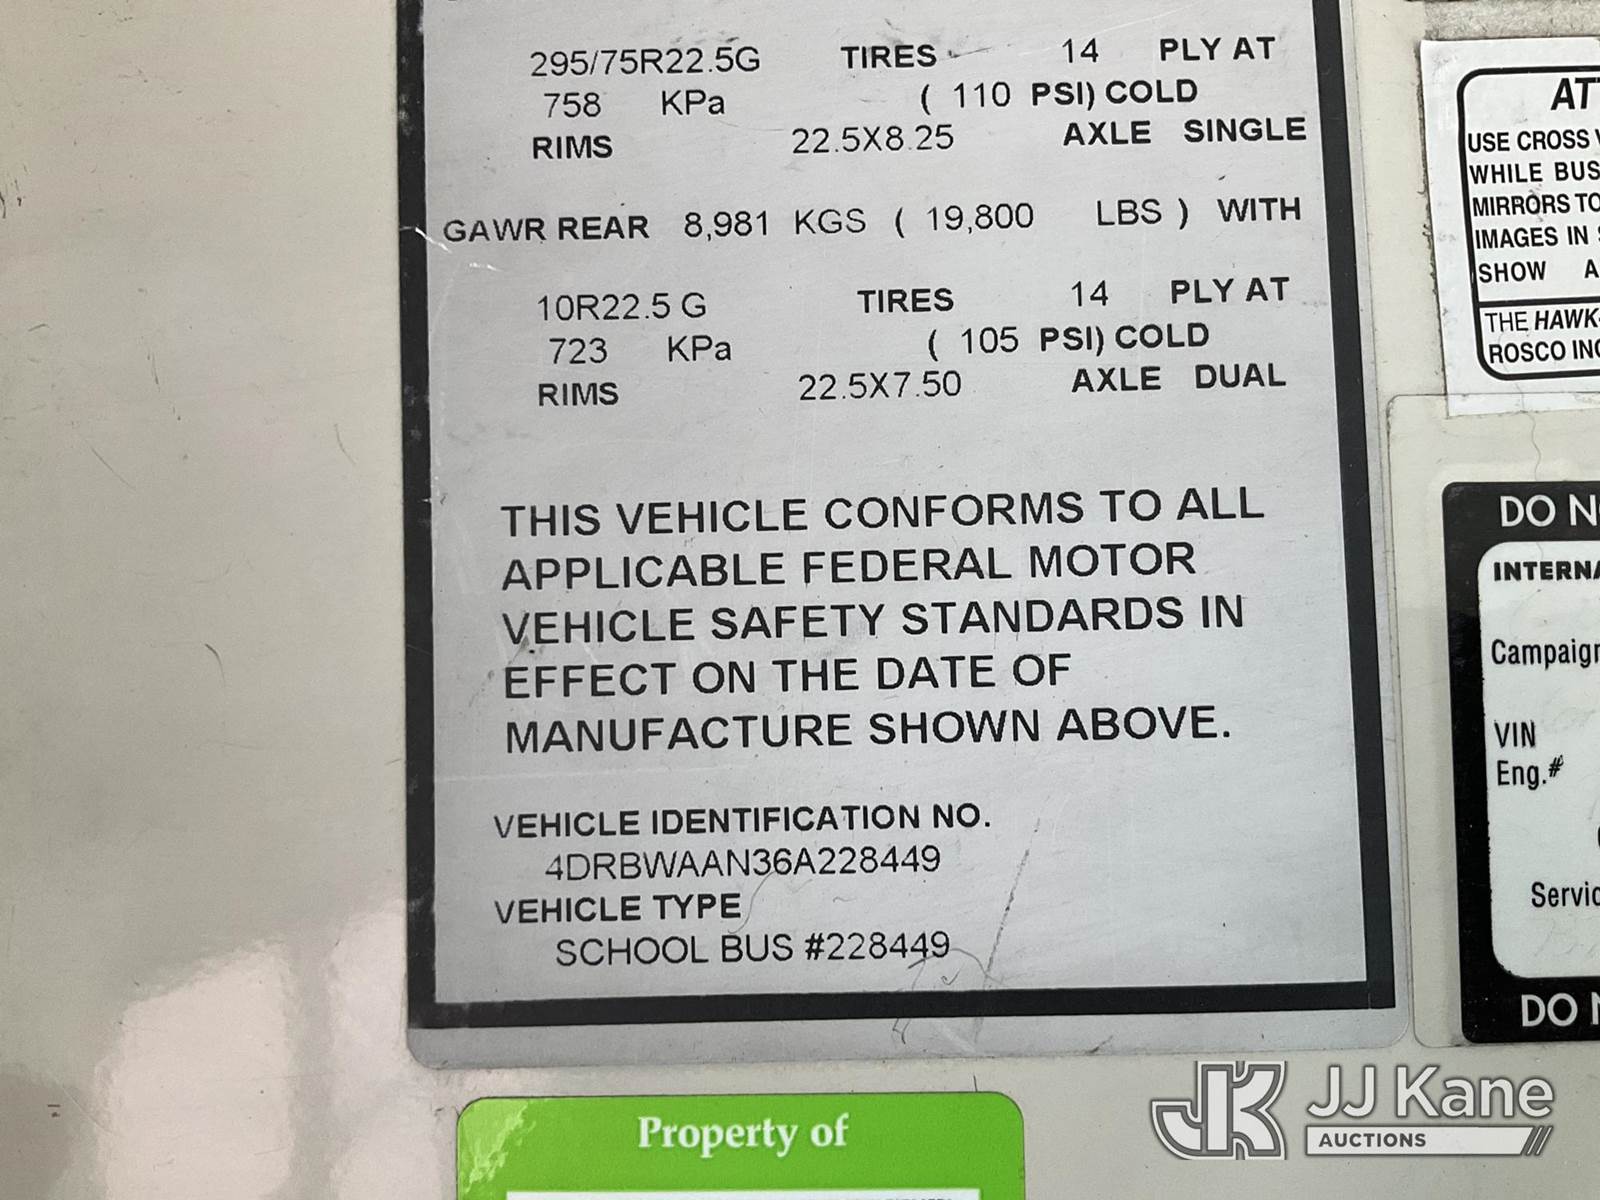 295/75R22.5G TIRES 14 PLY AT
758 KPa ( 110 PSI) COLD
RIMS 22.5X8.25 AXLE SINGLE
GAWR REAR 8,981 KGS ( 19,800 LBS ) WITH
10R22.5 G TIRES 14 PLY AT
723 KPa ( 105 PSI) COLD
RIMS 22.5X7.50 AXLE DUAL
THIS VEHICLE CONFORMS TO ALL
APPLICABLE FEDERAL MOTOR
VEHICLE SAFETY STANDARDS IN
EFFECT ON THE DATE OF
MANUFACTURE SHOWN ABOVE.
VEHICLE IDENTIFICATION NO.
4DRBWAAN36A228449
VEHICLE TYPE
SCHOOL BUS #228449
USE CROSS
WHILE BUS
MIRRORS TO
IMAGES IN
SHOW
THE HAWK-
ROSCO INC
DO
Campaign
VIN
Eng.#
DO
Property of
JK JJ Kane
AUCTIONS